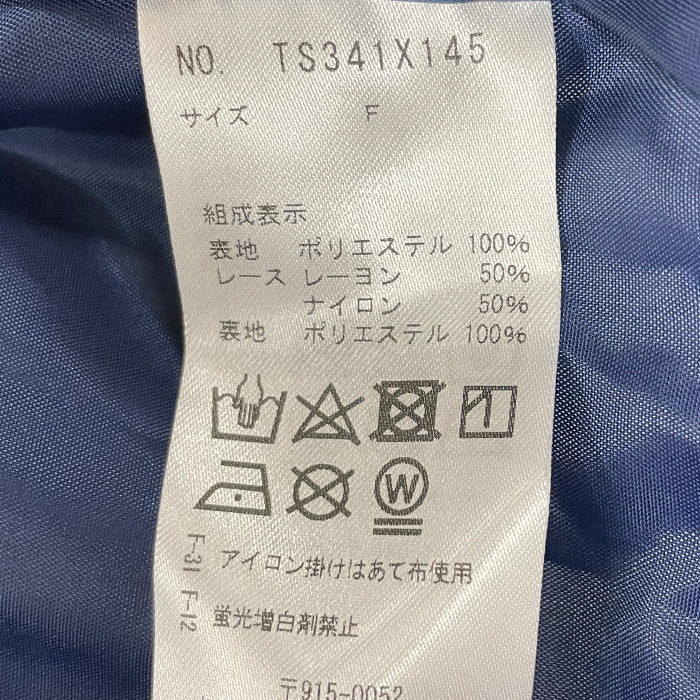 NO. TS341X145
サイズ F
組成表示
表地 ポリエステル 100%
レース レーヨン 50%
ナイロン 50%
裏地 ポリエステル 100%
W
F-31 アイロン掛けはあて布使用
F-12 蛍光増白剤禁止
〒915-0052